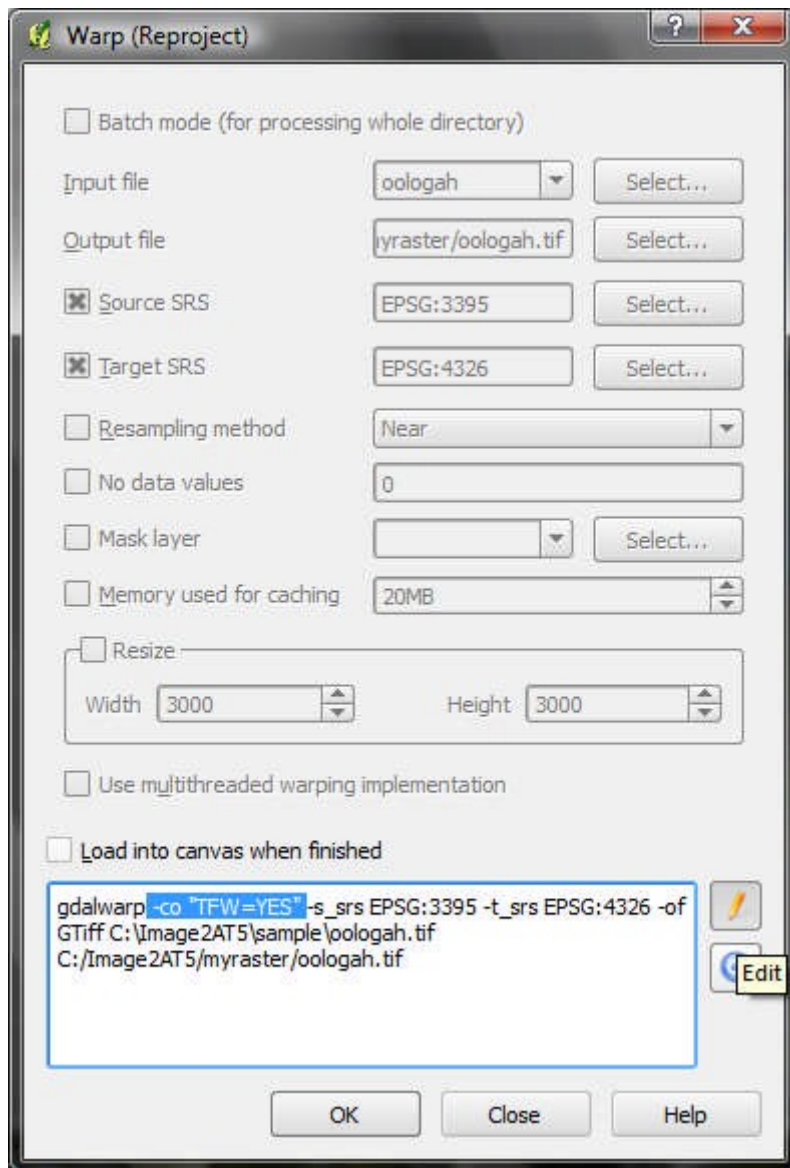 Warp (Reproject)
Batch mode (for processing whole directory)
Input file oologah Select...
Output file yraster/oologah.tif Select...
Source SRS EPSG:3395 Select...
Target SRS EPSG:4326 Select...
Resampling method Near
No data values 0
Mask layer Select...
Memory used for caching 20MB
Resize
Width 3000 Height 3000
Use multithreaded warping implementation
Load into canvas when finished
gdalwarp -co "TFW=YES" -s_srs EPSG:3395 -t_srs EPSG:4326 -of
GTiff C:\Image2AT5\sample\oologah.tif
C:/Image2AT5/myraster/oologah.tif
Edit
OK Close Help